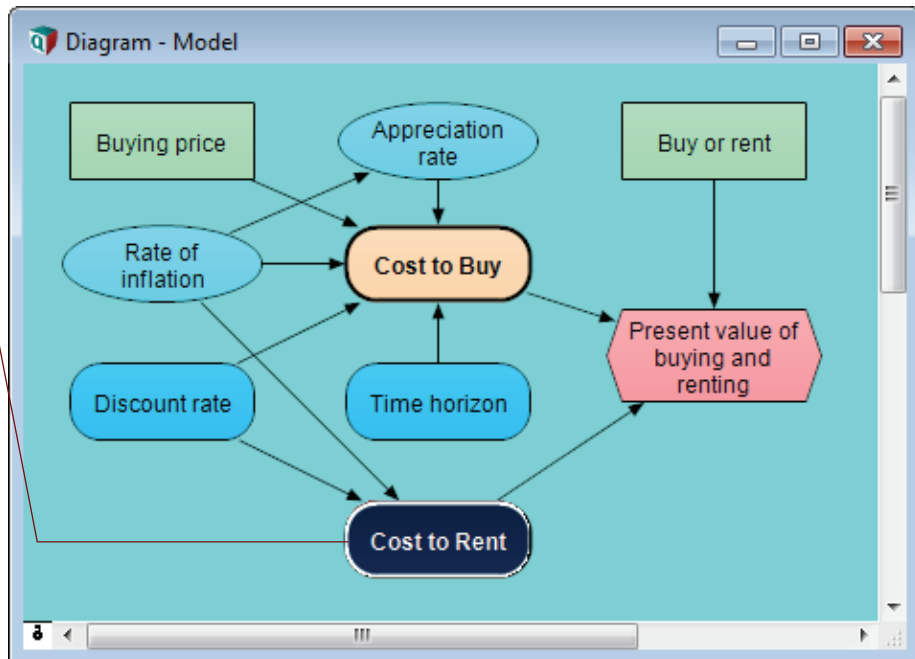 Diagram - Model
Buying price
Appreciation
rate
Buy or rent
Rate of
inflation
Cost to Buy
Present value of
buying and
renting
Discount rate
Time horizon
Cost to Rent